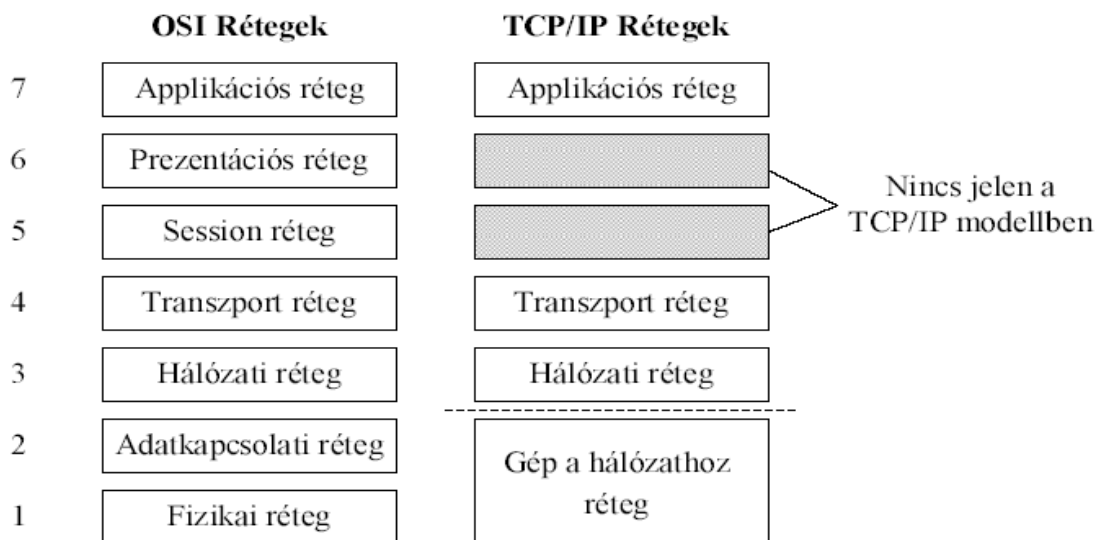 OSI Rétegek TCP/IP Rétegek
7 Applikációs réteg Applikációs réteg
6 Prezentációs réteg
Nincs jelen a
TCP/IP modellben
5 Session réteg
4 Transzport réteg Transzport réteg
3 Hálózati réteg Hálózati réteg
2 Adatkapcsolati réteg
Gép a hálózathoz
réteg
1 Fizikai réteg